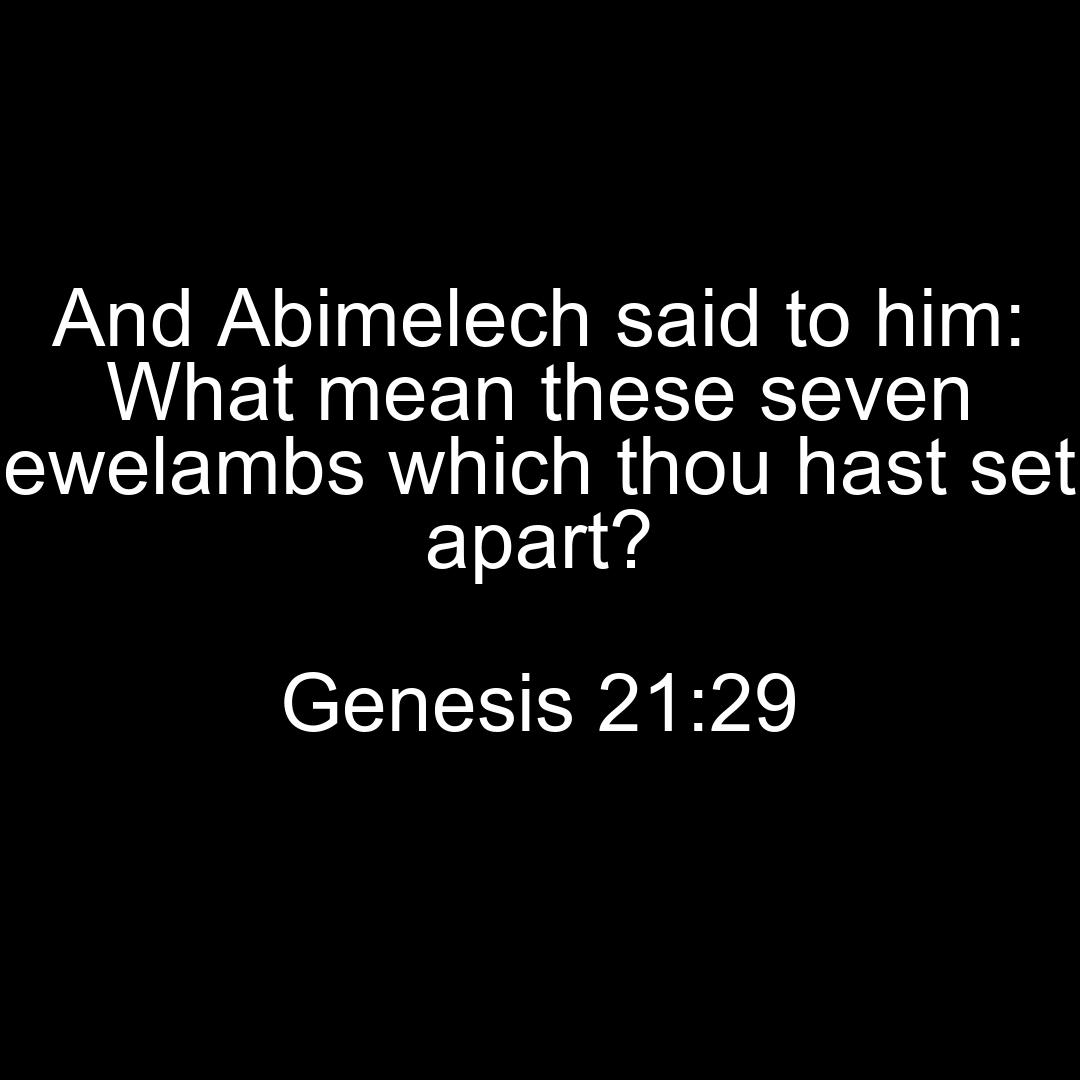 And Abimelech said to him:
What mean these seven
ewelambs which thou hast set
apart?
Genesis 21:29